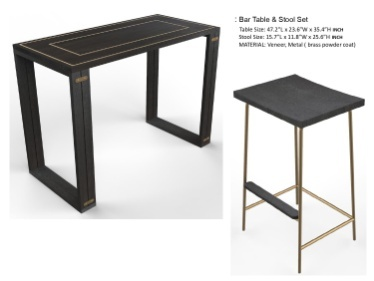 : Bar Table & Stool Set
Table Size: 47.2"L x 23.6"W x 35.4"H INCH
Stool Size: 15.7"L x 11.8"W x 25.6"H INCH
MATERIAL: Veneer, Metal ( brass powder coat)